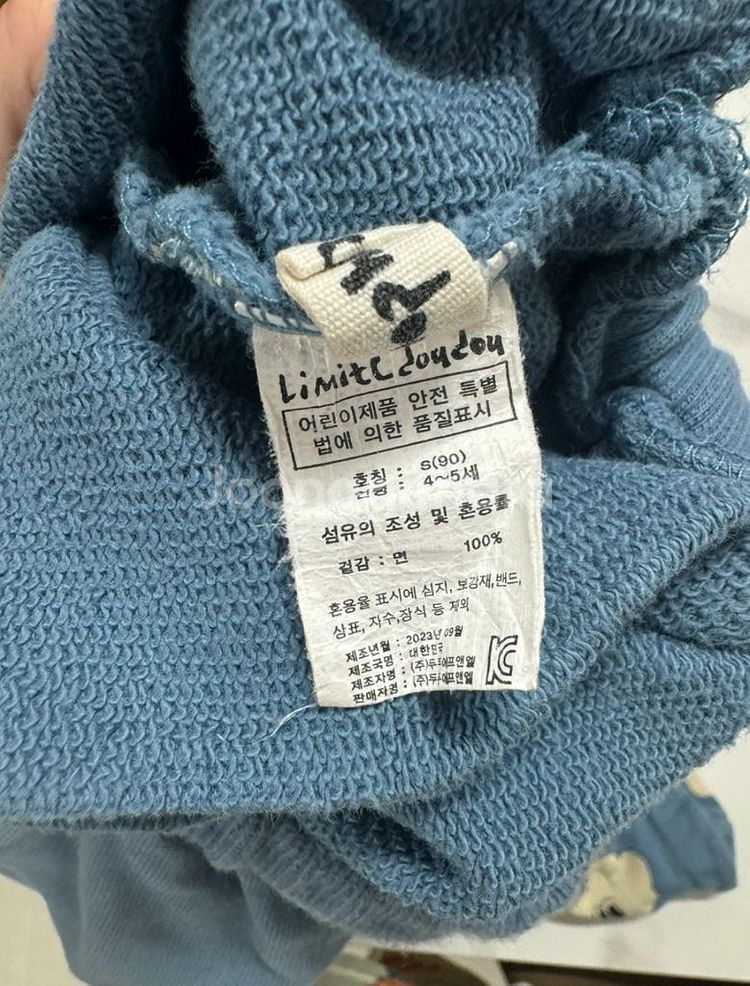 LimitC doudou
어린이제품 안전 특별
법에 의한 품질표시
호칭 : S(90)
연령 : 4~5세
섬유의 조성 및 혼용률
겉감 : 면 100%
혼용율 표시에 심지, 보강재,밴드,
상표, 자수,장식 등 제외
제조년월 : 2023년 09월
제조국명 : 대한민국
제조자명 : (주)두두에프앤엘
판매자명 : (주)두두에프앤엘